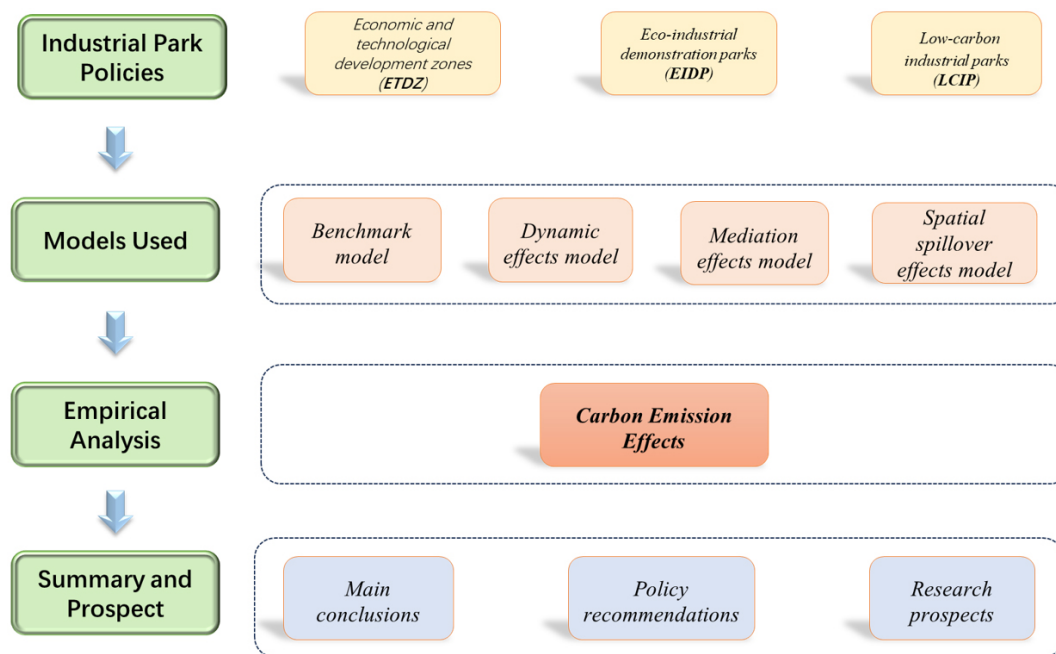 Industrial Park
Policies
Economic and
technological
development zones
(ETDZ)
Eco-industrial
demonstration parks
(EIDP)
Low-carbon
industrial parks
(LCIP)
Models Used
Benchmark
model
Dynamic
effects model
Mediation
effects model
Spatial
spillover
effects model
Empirical
Analysis
Carbon Emission
Effects
Summary and
Prospect
Main
conclusions
Policy
recommendations
Research
prospects